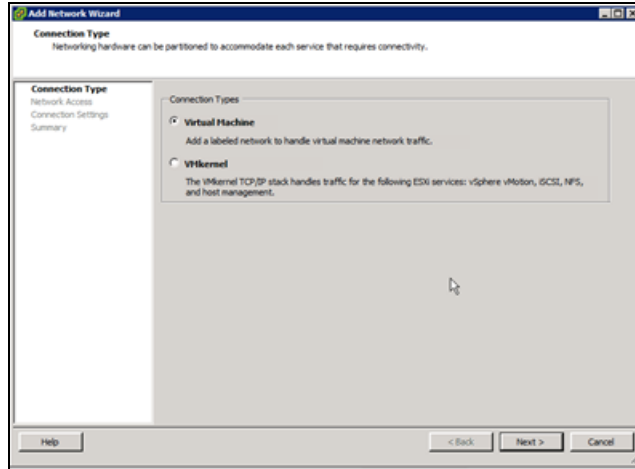 Add Network Wizard
Connection Type
Networking hardware can be partitioned to accommodate each service that requires connectivity.
Connection Type
Network Access
Connection Settings
Summary
Connection Types
Virtual Machine
Add a labeled network to handle virtual machine network traffic.
VMkernel
The VMkernel TCP/IP stack handles traffic for the following ESXi services: vSphere vMotion, iSCSI, NFS,
and host management.
Help
< Back
Next >
Cancel